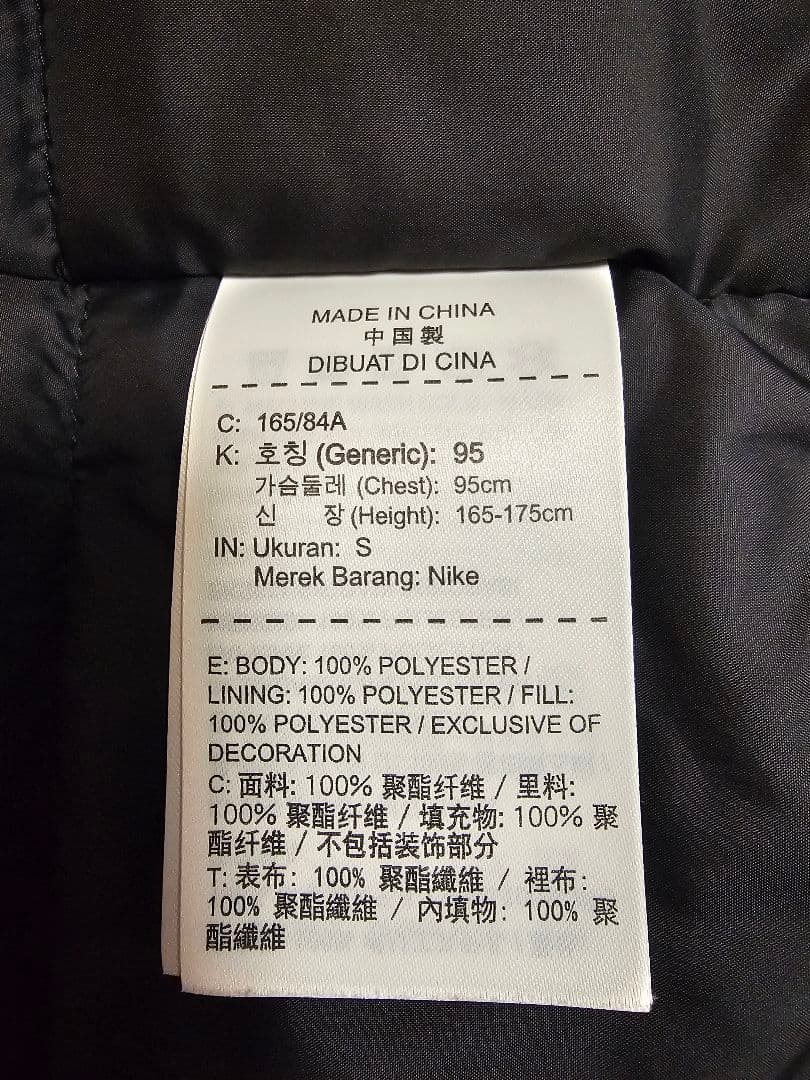 MADE IN CHINA
中国製
DIBUAT DI CINA
C: 165/84A
K: 호칭 (Generic): 95
가슴둘레 (Chest): 95cm
신 장 (Height): 165-175cm
IN: Ukuran: S
Merek Barang: Nike
E: BODY: 100% POLYESTER /
LINING: 100% POLYESTER / FILL:
100% POLYESTER / EXCLUSIVE OF
DECORATION
C: 面料: 100% 聚酯纤维 / 里料:
100% 聚酯纤维 / 填充物: 100% 聚
酯纤维 / 不包括装饰部分
T: 表布: 100% 聚酯纖維 / 裡布:
100% 聚酯纖維 / 內填物: 100% 聚
酯纖維